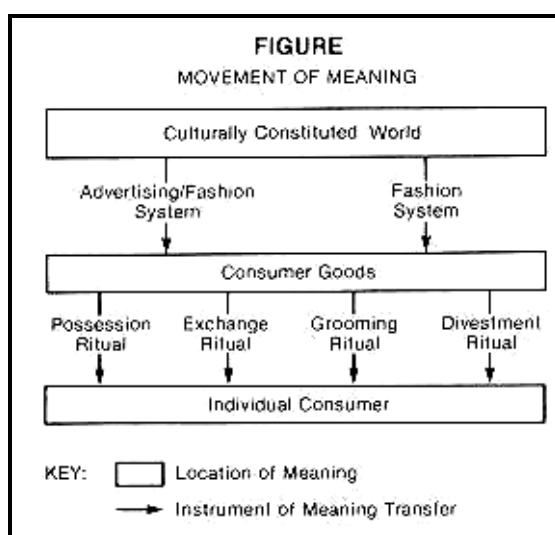 FIGURE
MOVEMENT OF MEANING
Culturally Constituted World
Advertising/Fashion System
Fashion System
Consumer Goods
Possession Ritual
Exchange Ritual
Grooming Ritual
Divestment Ritual
Individual Consumer
KEY: Location of Meaning
Instrument of Meaning Transfer